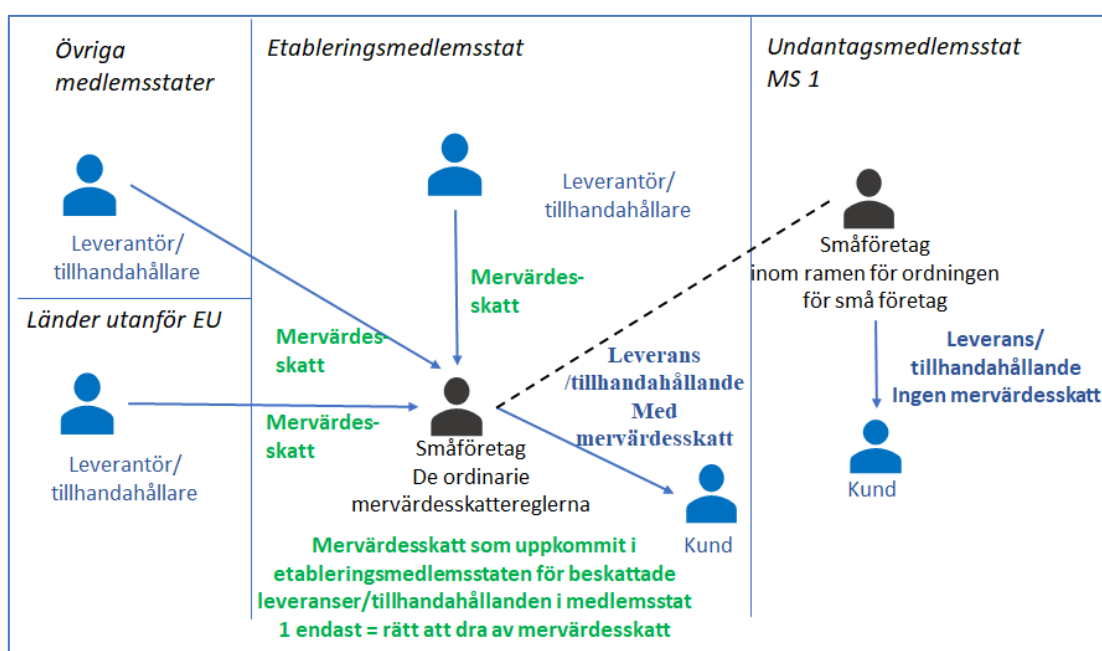 Övriga
medlemsstater
Leverantör/
tillhandahållare
Länder utanför EU
Leverantör/
tillhandahållare
Etableringsmedlemsstat
Leverantör/
tillhandahållare
Mervärdes-
skatt
Mervärdes-
skatt
Mervärdes-
skatt
Leverans
/tillhandahållande
Med
mervärdesskatt
Småföretag
De ordinarie
mervärdesskattereglerna
Kund
Mervärdesskatt som uppkommit i
etableringsmedlemsstaten för beskattade
leveranser/tillhandahållanden i medlemsstat
1 endast = rätt att dra av mervärdesskatt
Undantagsmedlemsstat
MS 1
Småföretag
inom ramen för ordningen
för små företag
Leverans/
tillhandahållande
Ingen mervärdesskatt
Kund